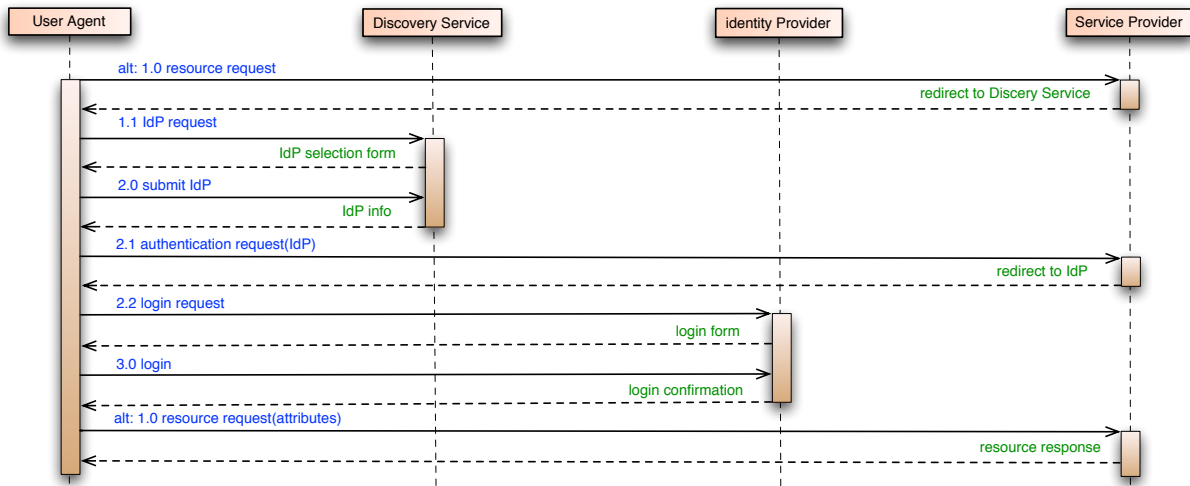 User Agent
Discovery Service
identity Provider
Service Provider
alt: 1.0 resource request
redirect to Discery Service
1.1 IdP request
IdP selection form
2.0 submit IdP
IdP info
2.1 authentication request(IdP)
redirect to IdP
2.2 login request
login form
3.0 login
login confirmation
alt: 1.0 resource request(attributes)
resource response